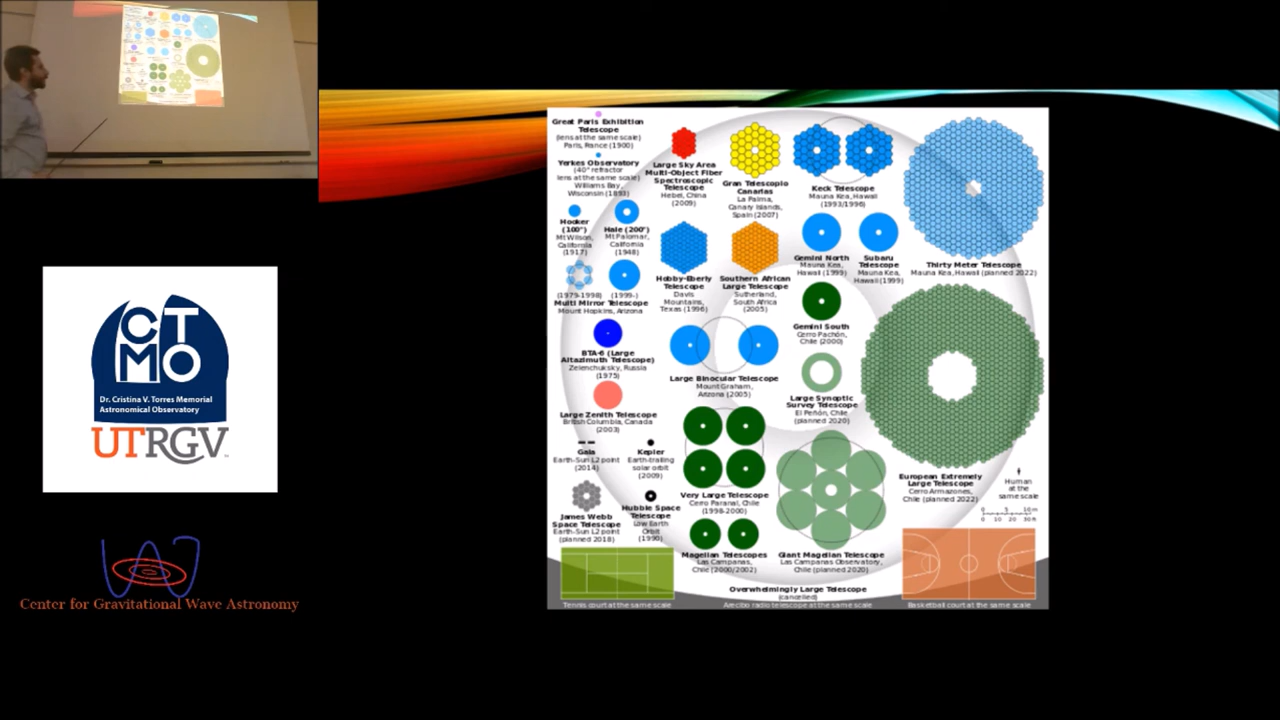 Great Paris Exhibition
Telescope
(lens at the same scale)
Paris, France (1900)
Yerkes Observatory
(40" refractor
lens at the same scale)
Williams Bay,
Wisconsin (1893)
Hooker
(100")
Mt Wilson,
California
(1917)
Hale (200")
Mt Palomar,
California
(1948)
(1979-1998) (1999-)
Multi Mirror Telescope
Mount Hopkins, Arizona
BTA-6 (Large
Altazimuth Telescope)
Zelenchuksky, Russia
(1975)
Large Zenith Telescope
British Columbia, Canada
(2003)
Gaia
Earth-Sun L2 point
(2014)
Kepler
Earth-trailing
solar orbit
(2009)
James Webb
Space Telescope
Earth-Sun L2 point
(planned 2018)
Hubble Space
Telescope
Low Earth
Orbit
(1990)
Large Sky Area
Multi-Object Fiber
Spectroscopic
Telescope
Hebei, China
(2009)
Gran Telescopio
Canarias
La Palma,
Canary Islands,
Spain (2007)
Keck Telescope
Mauna Kea, Hawaii
(1993/1996)
Hobby-Eberly
Telescope
Davis
Mountains,
Texas (1996)
Southern African
Large Telescope
Sutherland,
South Africa
(2005)
Gemini North
Mauna Kea,
Hawaii (1999)
Subaru
Telescope
Mauna Kea,
Hawaii (1999)
Thirty Meter Telescope
Mauna Kea, Hawaii (planned 2022)
Gemini South
Cerro Pachón,
Chile (2000)
Large Binocular Telescope
Mount Graham,
Arizona (2005)
Large Synoptic
Survey Telescope
El Peñón, Chile
(planned 2020)
Very Large Telescope
Cerro Paranal, Chile
(1998-2000)
Magellan Telescopes
Las Campanas,
Chile (2000/2002)
Giant Magellan Telescope
Las Campanas Observatory,
Chile (planned 2020)
European Extremely
Large Telescope
Cerro Armazones,
Chile (planned 2022)
Human
at the
same scale
0 5 10 m
0 10 20 30 ft
Overwhelmingly Large Telescope
(cancelled)
Tennis court at the same scale
Arecibo radio telescope at the same scale
Basketball court at the same scale
CTMO
Dr. Cristina V. Torres Memorial
Astronomical Observatory
UTRGV
Center for Gravitational Wave Astronomy